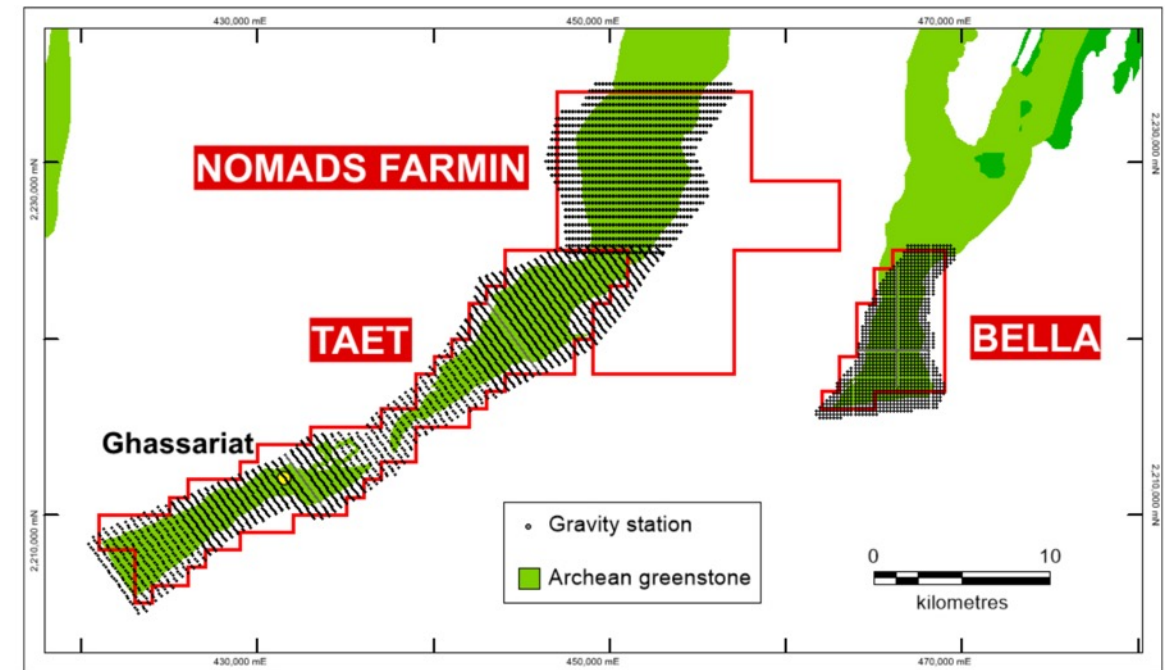 430,000 mE
450,000 mE
470,000 mE
2,230,000 mN
2,230,000 mN
NOMADS FARMIN
TAET
BELLA
Ghassariat
2,210,000 mN
2,210,000 mN
Gravity station
Archean greenstone
0 10
kilometres
430,000 mE
450,000 mE
470,000 mE